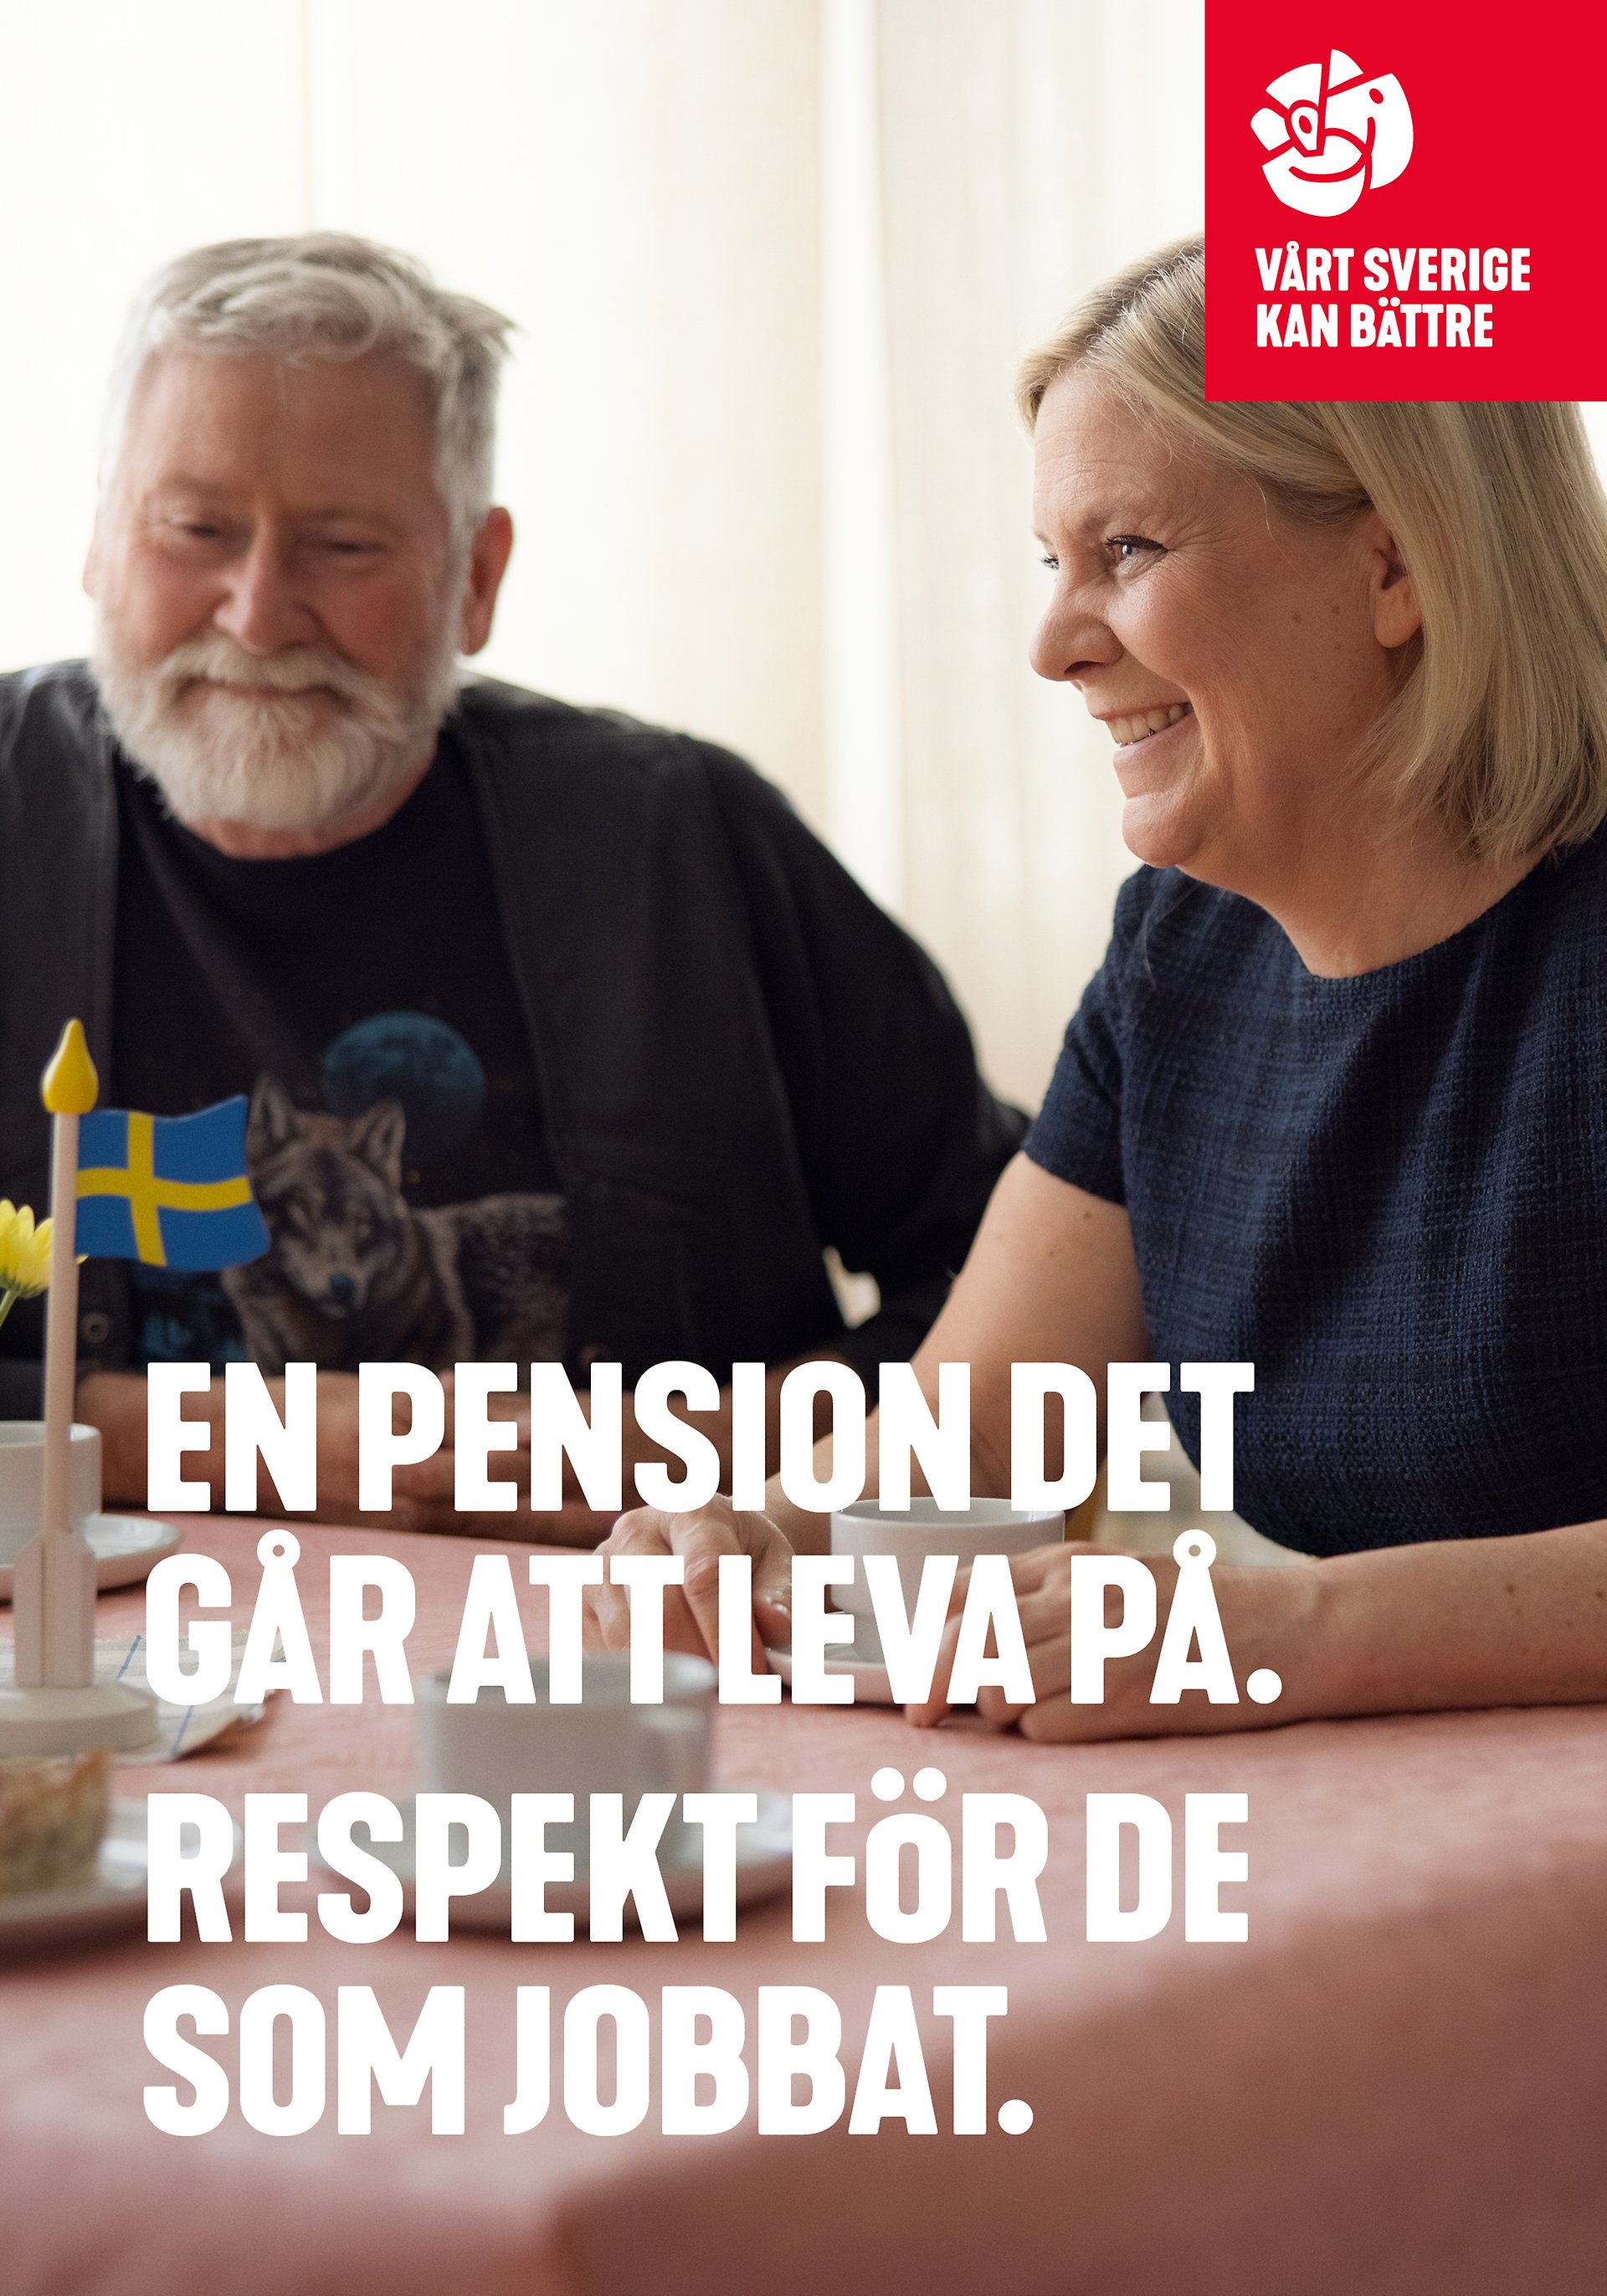 VÅRT SVERIGE
KAN BÄTTRE
EN PENSION DET
GÅR ATT LEVA PÅ.
RESPEKT FÖR DE
SOM JOBBAT.